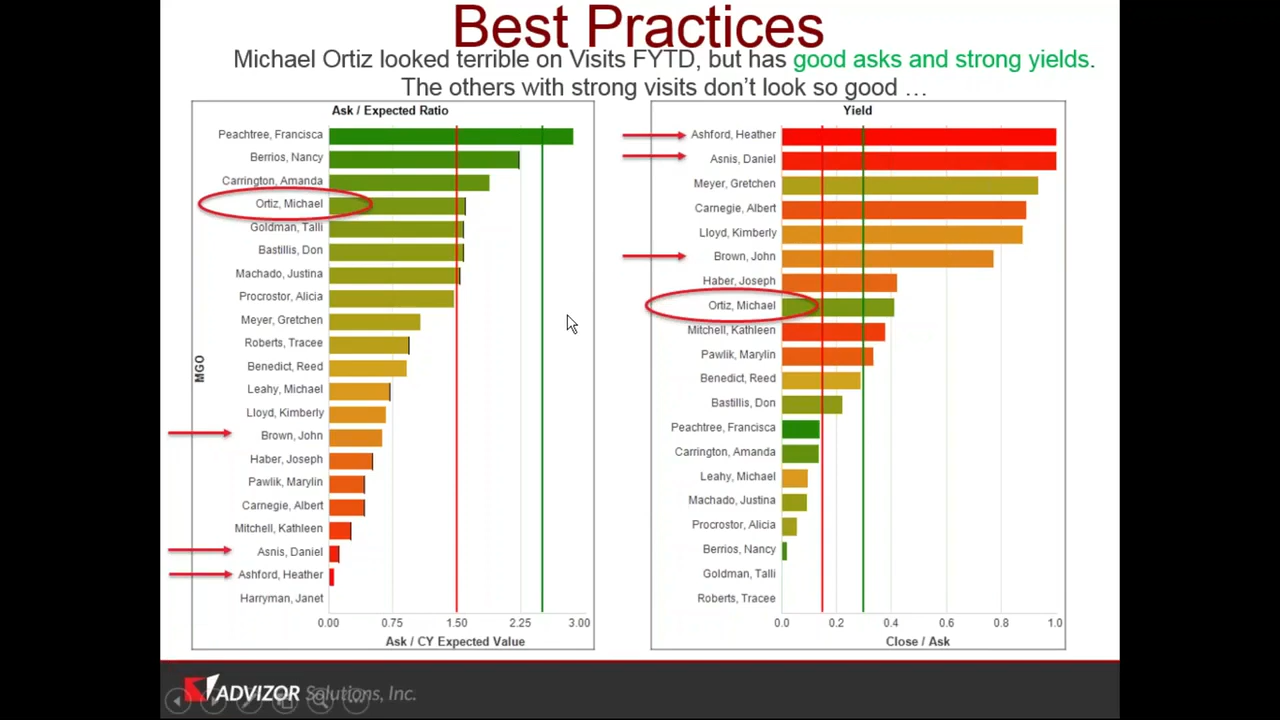 Best Practices
Michael Ortiz looked terrible on Visits FYTD, but has good asks and strong yields.
The others with strong visits don't look so good …
Ask / Expected Ratio
Peachtree, Francisca
Berrios, Nancy
Carrington, Amanda
Ortiz, Michael
Goldman, Talli
Bastillis, Don
Machado, Justina
Procrostor, Alicia
Meyer, Gretchen
Roberts, Tracee
Benedict, Reed
Leahy, Michael
Lloyd, Kimberly
Brown, John
Haber, Joseph
Pawlik, Marylin
Carnegie, Albert
Mitchell, Kathleen
Asnis, Daniel
Ashford, Heather
Harryman, Janet
MGO
0.00 0.75 1.50 2.25 3.00
Ask / CY Expected Value
Yield
Ashford, Heather
Asnis, Daniel
Meyer, Gretchen
Carnegie, Albert
Lloyd, Kimberly
Brown, John
Haber, Joseph
Ortiz, Michael
Mitchell, Kathleen
Pawlik, Marylin
Benedict, Reed
Bastillis, Don
Peachtree, Francisca
Carrington, Amanda
Leahy, Michael
Machado, Justina
Procrostor, Alicia
Berrios, Nancy
Goldman, Talli
Roberts, Tracee
0.0 0.2 0.4 0.6 0.8 1.0
Close / Ask
ADVIZOR Solutions, Inc.